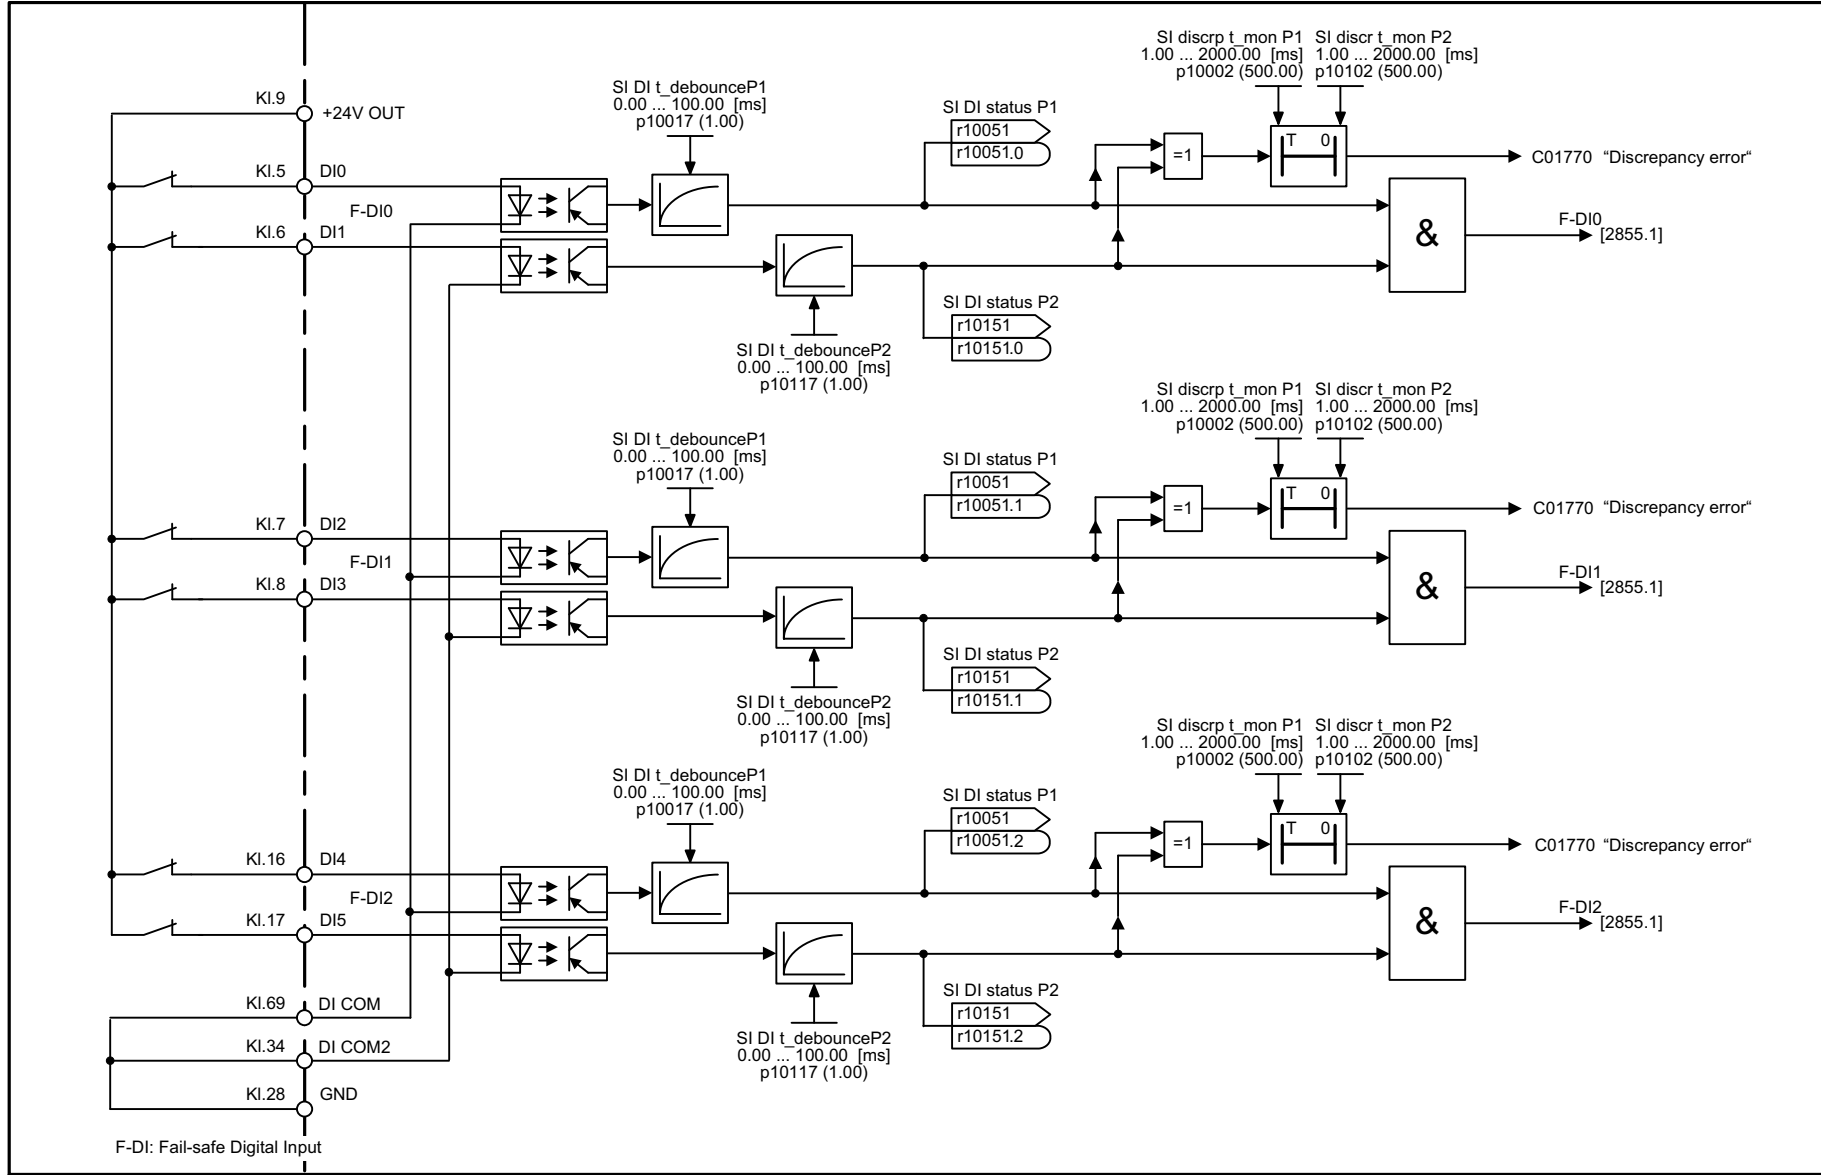 SI discrp t_mon P1 SI discr t_mon P2
1.00 ... 2000.00 [ms] 1.00 ... 2000.00 [ms]
p10002 (500.00) p10102 (500.00)
SI DI t_debounceP1
0.00 ... 100.00 [ms]
p10017 (1.00)
Kl.9 +24V OUT
SI DI status P1
r10051
r10051.0
=1
T 0
C01770 “Discrepancy error“
Kl.5 DI0
F-DI0
Kl.6 DI1
&
F-DI0
[2855.1]
SI DI status P2
r10151
r10151.0
SI DI t_debounceP2
0.00 ... 100.00 [ms]
p10117 (1.00)
SI discrp t_mon P1 SI discr t_mon P2
1.00 ... 2000.00 [ms] 1.00 ... 2000.00 [ms]
p10002 (500.00) p10102 (500.00)
SI DI t_debounceP1
0.00 ... 100.00 [ms]
p10017 (1.00)
SI DI status P1
r10051
r10051.1
=1
T 0
C01770 “Discrepancy error“
Kl.7 DI2
F-DI1
Kl.8 DI3
&
F-DI1
[2855.1]
SI DI status P2
r10151
r10151.1
SI DI t_debounceP2
0.00 ... 100.00 [ms]
p10117 (1.00)
SI discrp t_mon P1 SI discr t_mon P2
1.00 ... 2000.00 [ms] 1.00 ... 2000.00 [ms]
p10002 (500.00) p10102 (500.00)
SI DI t_debounceP1
0.00 ... 100.00 [ms]
p10017 (1.00)
SI DI status P1
r10051
r10051.2
=1
T 0
C01770 “Discrepancy error“
Kl.16 DI4
F-DI2
Kl.17 DI5
&
F-DI2
[2855.1]
SI DI status P2
r10151
r10151.2
SI DI t_debounceP2
0.00 ... 100.00 [ms]
p10117 (1.00)
Kl.69 DI COM
Kl.34 DI COM2
Kl.28 GND
F-DI: Fail-safe Digital Input